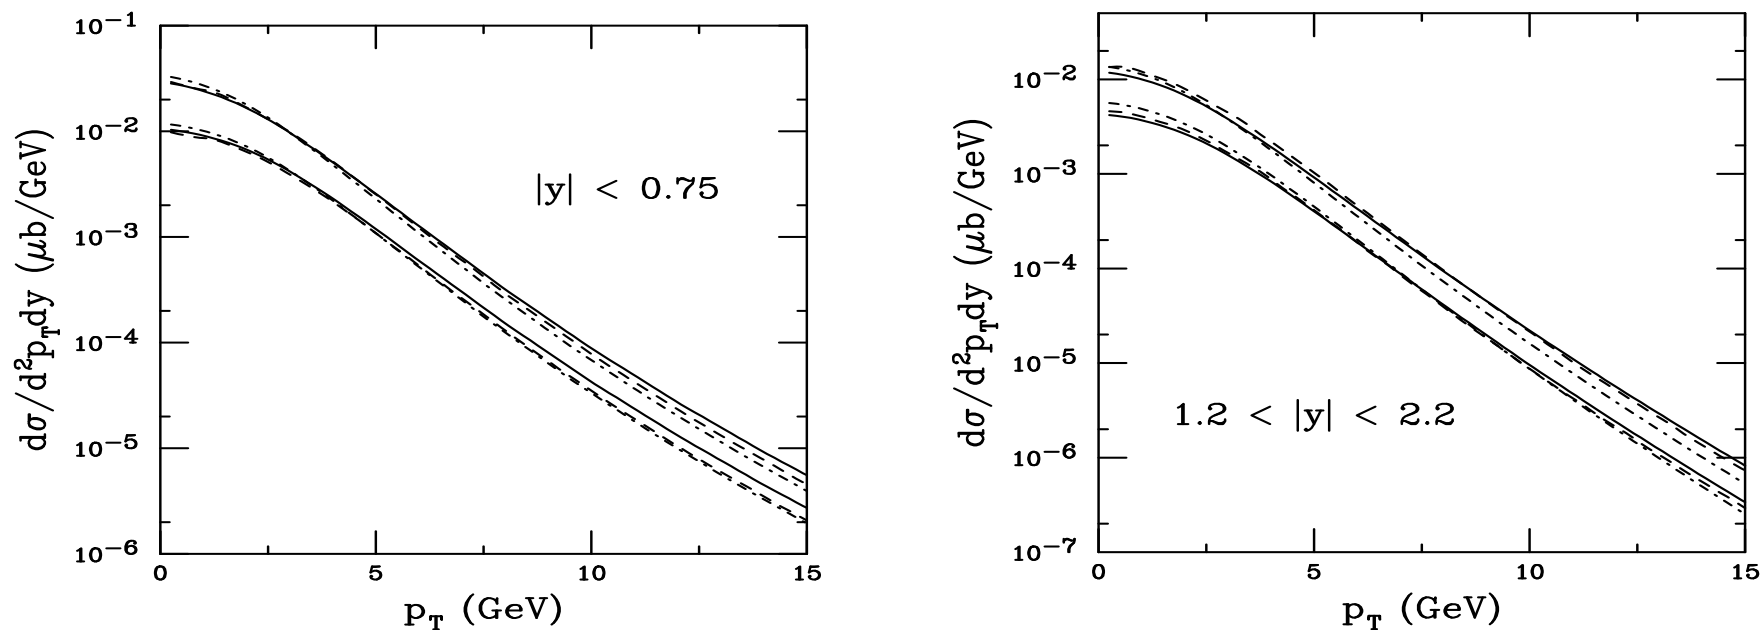 10⁻¹
10⁻²
10⁻³
10⁻⁴
10⁻⁵
10⁻⁶
dσ/d²p_T dy (μb/GeV)
|y| < 0.75
0 5 10 15
p_T (GeV)
10⁻²
10⁻³
10⁻⁴
10⁻⁵
10⁻⁶
10⁻⁷
dσ/d²p_T dy (μb/GeV)
1.2 < |y| < 2.2
0 5 10 15
p_T (GeV)